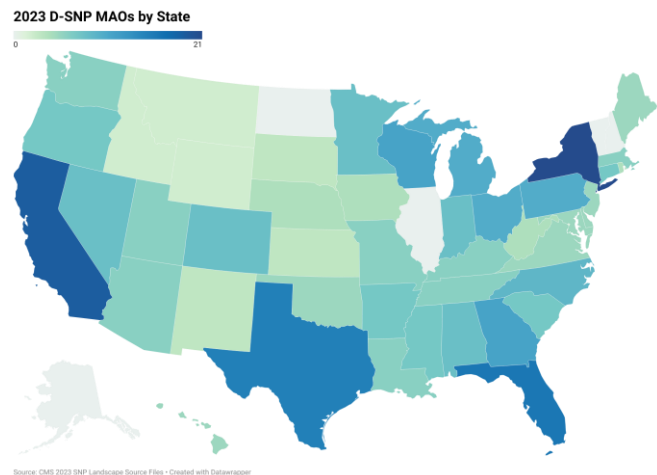 2023 D-SNP MAOs by State
0 21
Source: CMS 2023 SNP Landscape Source Files • Created with Datawrapper